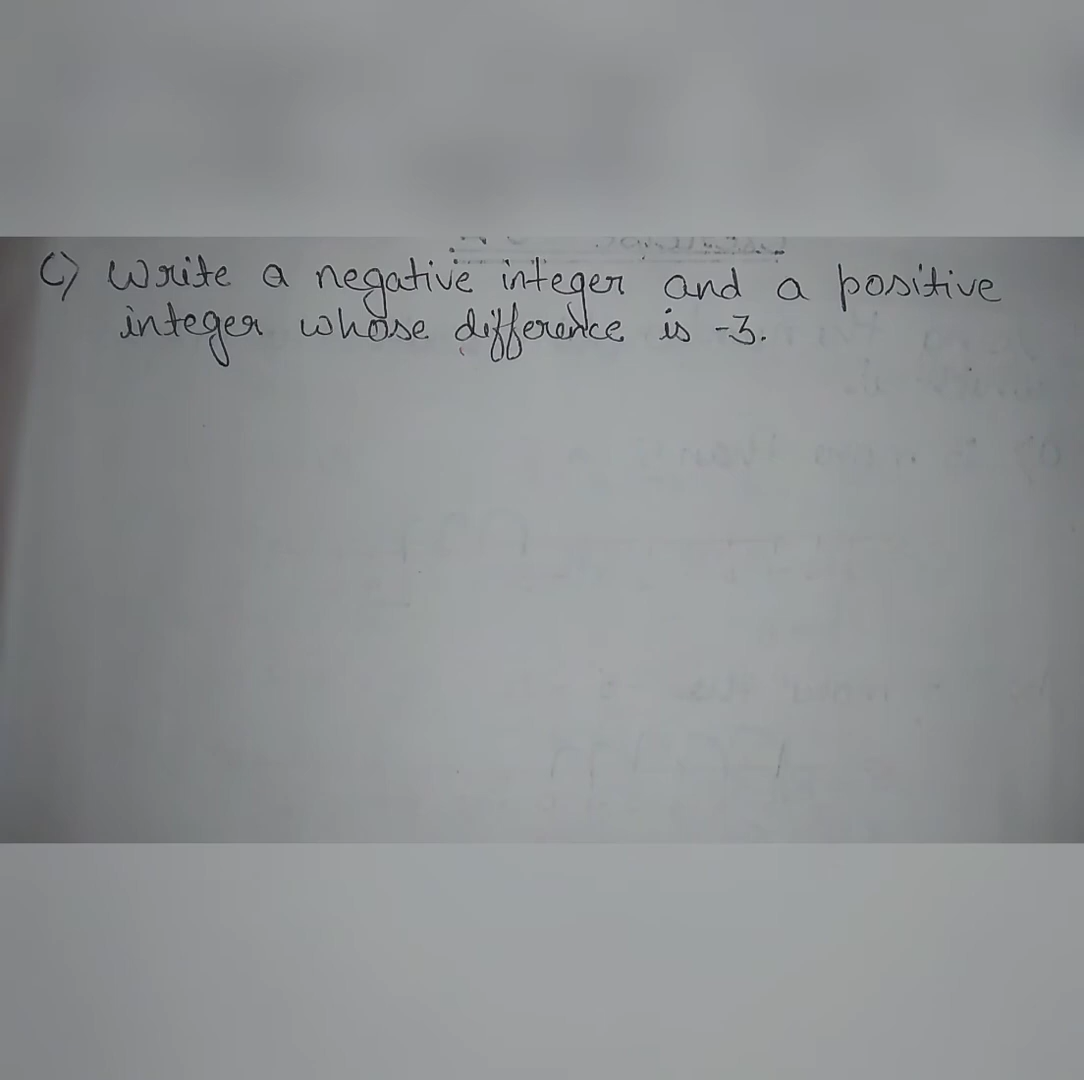 C) Write a negative integer and a positive
integer whose difference is -3.